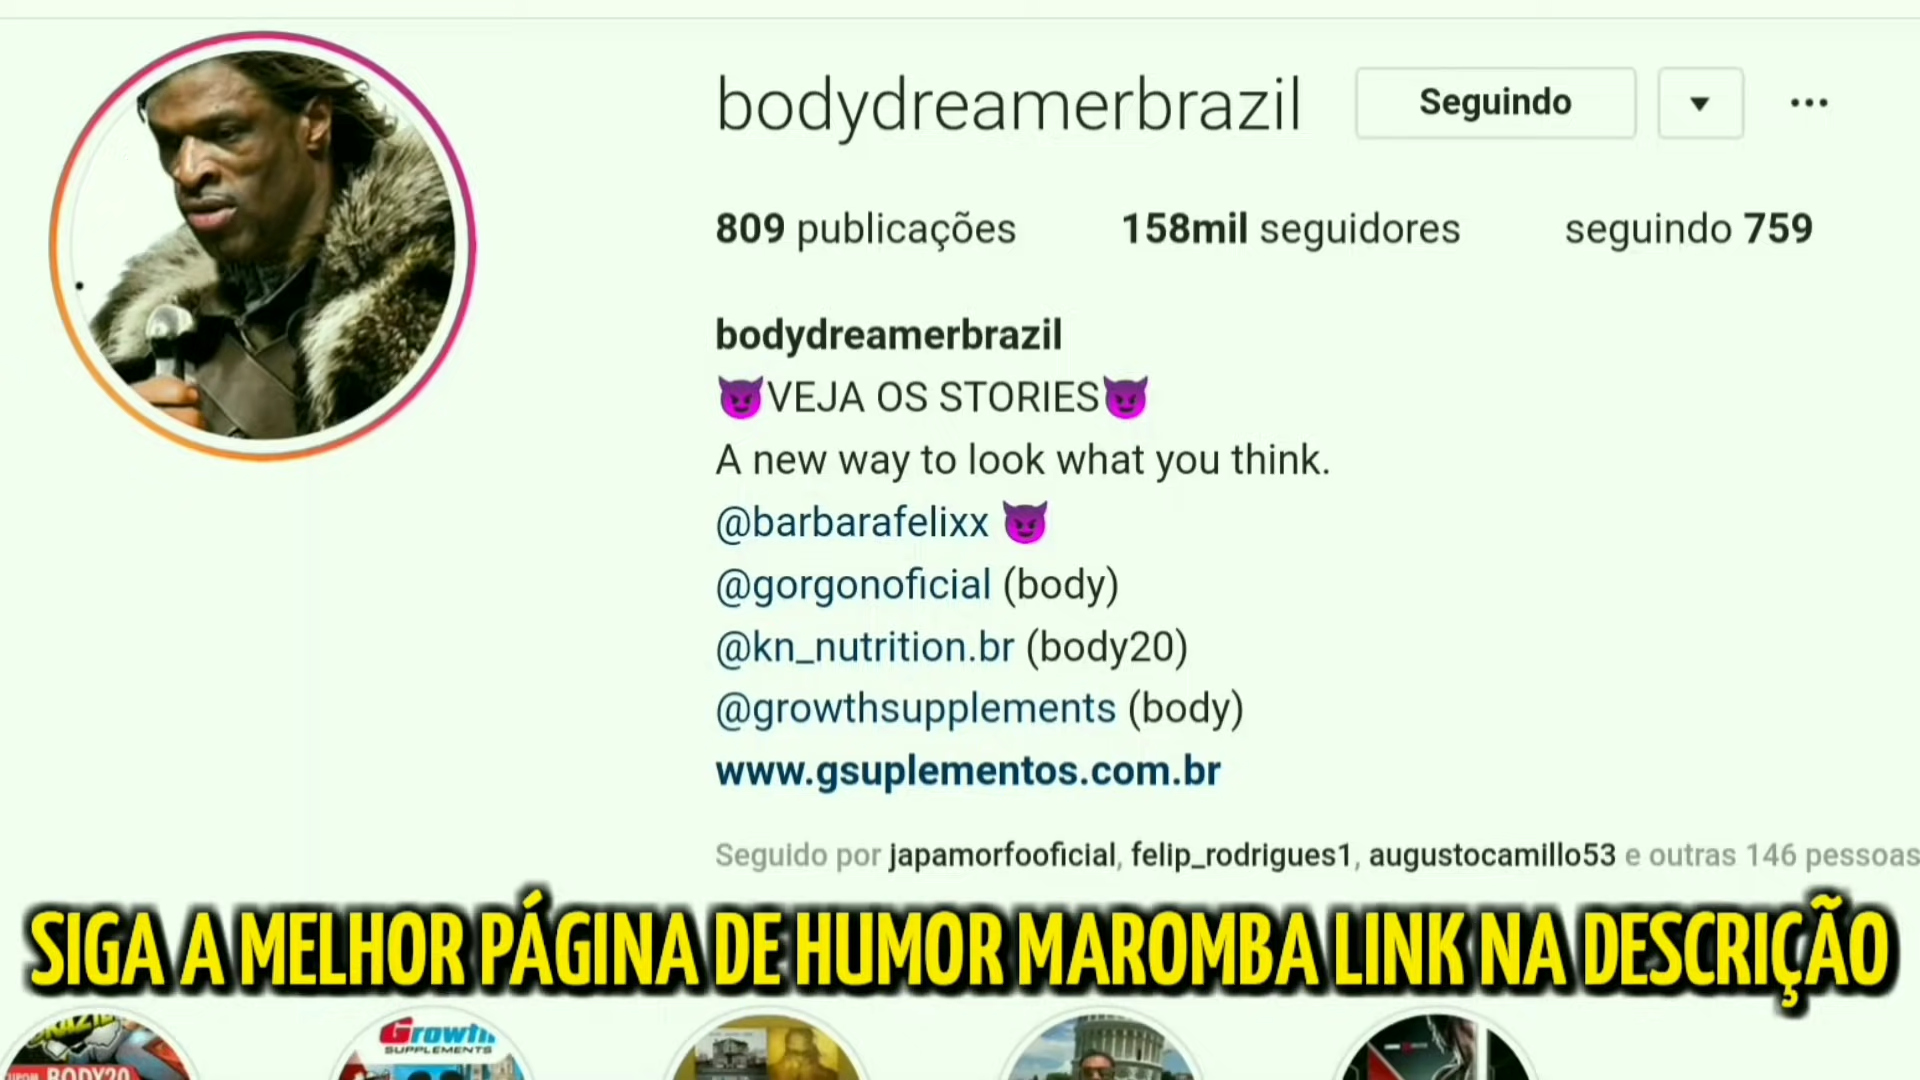 bodydreamerbrazil Seguindo
809 publicações 158mil seguidores seguindo 759
bodydreamerbrazil
😈VEJA OS STORIES😈
A new way to look what you think.
@barbarafelixx 😈
@gorgonoficial (body)
@kn_nutrition.br (body20)
@growthsupplements (body)
www.gsuplementos.com.br
Seguido por japamorfooficial, felip_rodrigues1, augustocamillo53 e outras 146 pessoas
SIGA A MELHOR PÁGINA DE HUMOR MAROMBA LINK NA DESCRIÇÃO
Growth
SUPPLEMENTS
BODY20